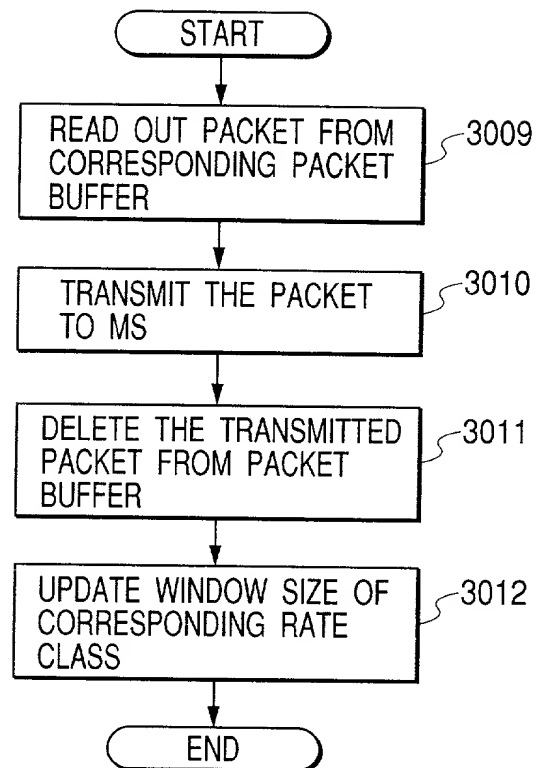 START
READ OUT PACKET FROM
CORRESPONDING PACKET
BUFFER
3009
TRANSMIT THE PACKET
TO MS
3010
DELETE THE TRANSMITTED
PACKET FROM PACKET
BUFFER
3011
UPDATE WINDOW SIZE OF
CORRESPONDING RATE
CLASS
3012
END